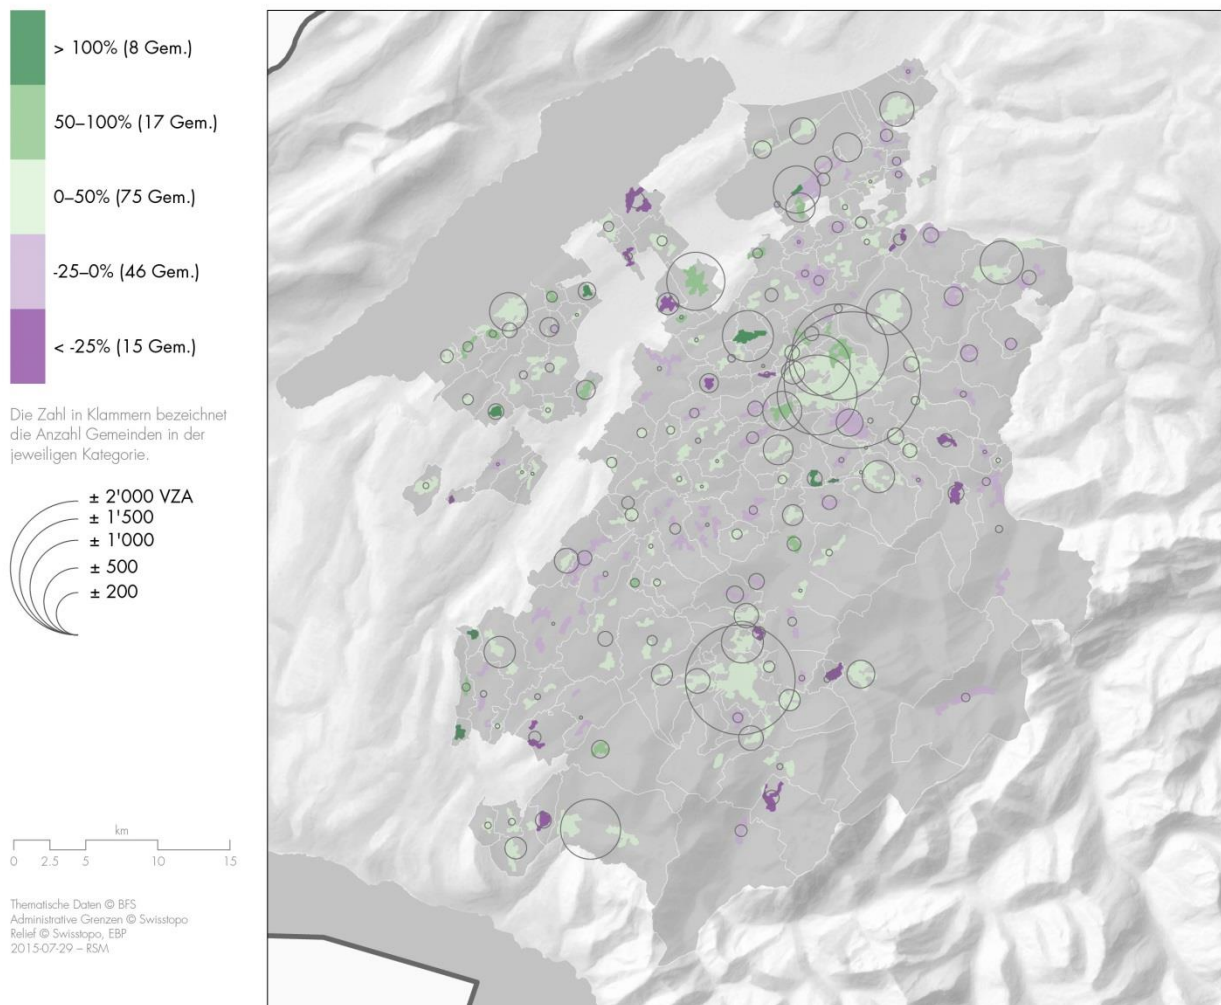 > 100% (8 Gem.)
50–100% (17 Gem.)
0–50% (75 Gem.)
-25–0% (46 Gem.)
< -25% (15 Gem.)
Die Zahl in Klammern bezeichnet
die Anzahl Gemeinden in der
jeweiligen Kategorie.
± 2'000 VZA
± 1'500
± 1'000
± 500
± 200
km
0 2.5 5 10 15
Thematische Daten © BFS
Administrative Grenzen © Swisstopo
Relief © Swisstopo, EBP
2015-07-29 – RSM